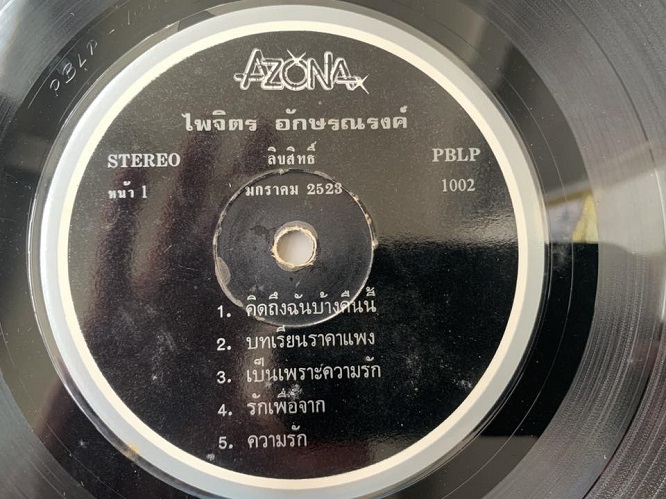 AZONA
ไพจิตร อักษรณรงค์
STEREO ลิขสิทธิ์ PBLP
หน้า 1 มกราคม 2523 1002
1. คิดถึงฉันบ้างคืนนี้
2. บทเรียนราคาแพง
3. เป็นเพราะความรัก
4. รักเพื่อจาก
5. ความรัก
PBLP